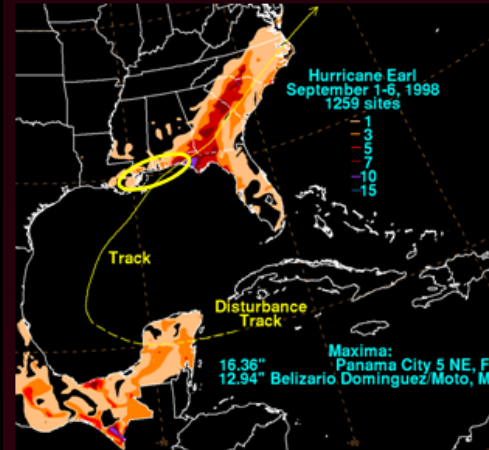 Hurricane Earl
September 1-6, 1998
1259 sites
1
3
5
7
10
15
Track
Disturbance
Track
Maxima:
16.36" Panama City 5 NE, F
12.94" Belizario Dominguez/Moto, M